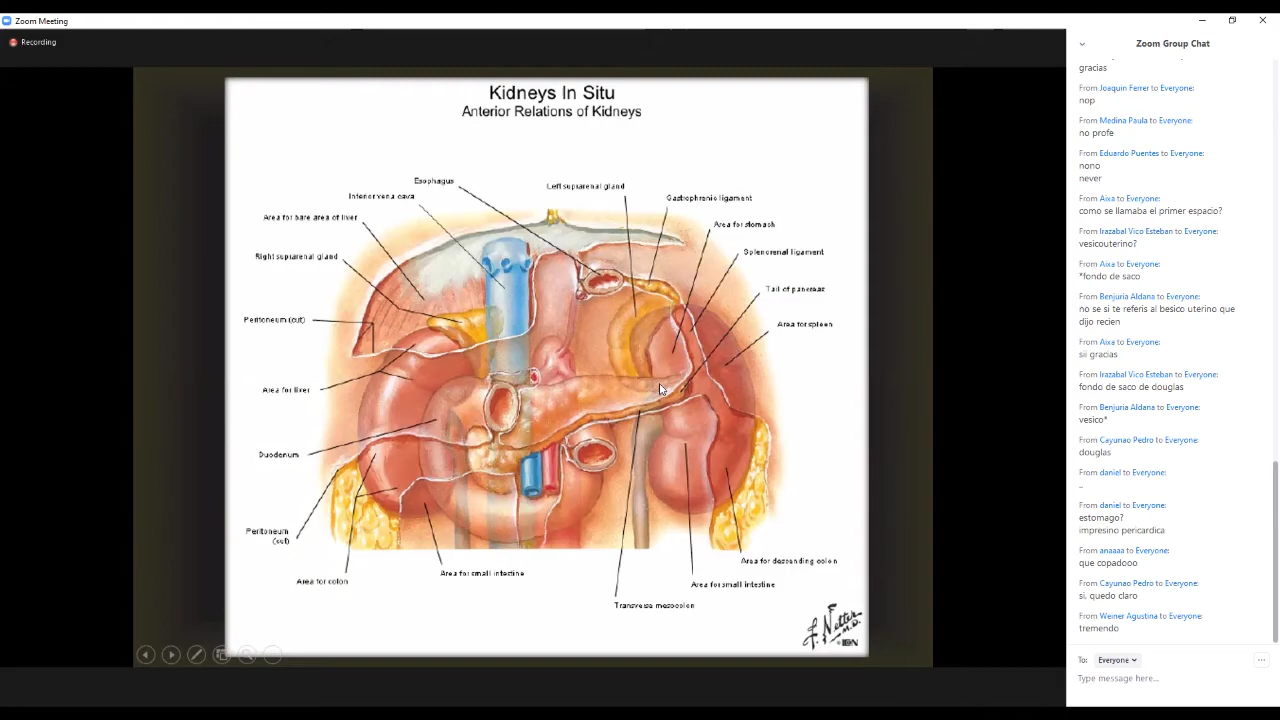 Zoom Meeting
Recording
Kidneys In Situ
Anterior Relations of Kidneys
Esophagus
Left suprarenal gland
Inferior vena cava
Gastrophrenic ligament
Area for bare area of liver
Area for stomach
Right suprarenal gland
Splenorenal ligament
Tail of pancreas
Peritoneum (cut)
Area for spleen
Area for liver
Duodenum
Peritoneum
(cut)
Area for descending colon
Area for colon
Area for small intestine
Area for small intestine
Transverse mesocolon
F. Netter
M.D.
Zoom Group Chat
gracias
From Joaquin Ferrer to Everyone:
nop
From Medina Paula to Everyone:
no profe
From Eduardo Puentes to Everyone:
nono
never
From Aixa to Everyone:
como se llamaba el primer espacio?
From Irazabal Vico Esteban to Everyone:
vesicouterino?
From Aixa to Everyone:
*fondo de saco
From Benjuria Aldana to Everyone:
no se si te referis al besico uterino que
dijo recien
From Aixa to Everyone:
sii gracias
From Irazabal Vico Esteban to Everyone:
fondo de saco de douglas
From Benjuria Aldana to Everyone:
vesico*
From Cayunao Pedro to Everyone:
douglas
From daniel to Everyone:
..
From daniel to Everyone:
estomago?
impresino pericardica
From anaaaa to Everyone:
que copadooo
From Cayunao Pedro to Everyone:
si, quedo claro
From Weiner Agustina to Everyone:
tremendo
To: Everyone
Type message here...